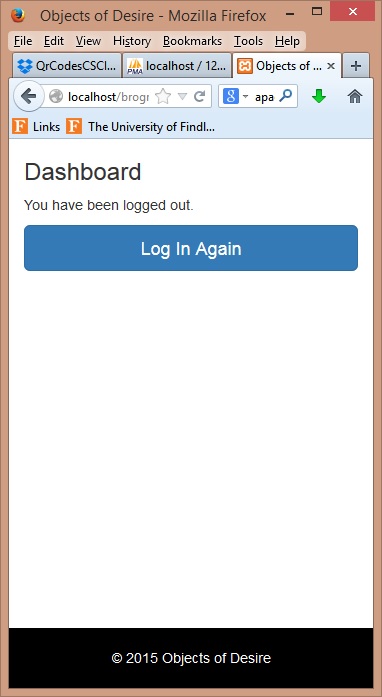 Objects of Desire - Mozilla Firefox
File Edit View History Bookmarks Tools Help
QrCodesCSCI... localhost / 12... Objects of ...
localhost/brogr apa
Links The University of Findl...
Dashboard
You have been logged out.
Log In Again
© 2015 Objects of Desire